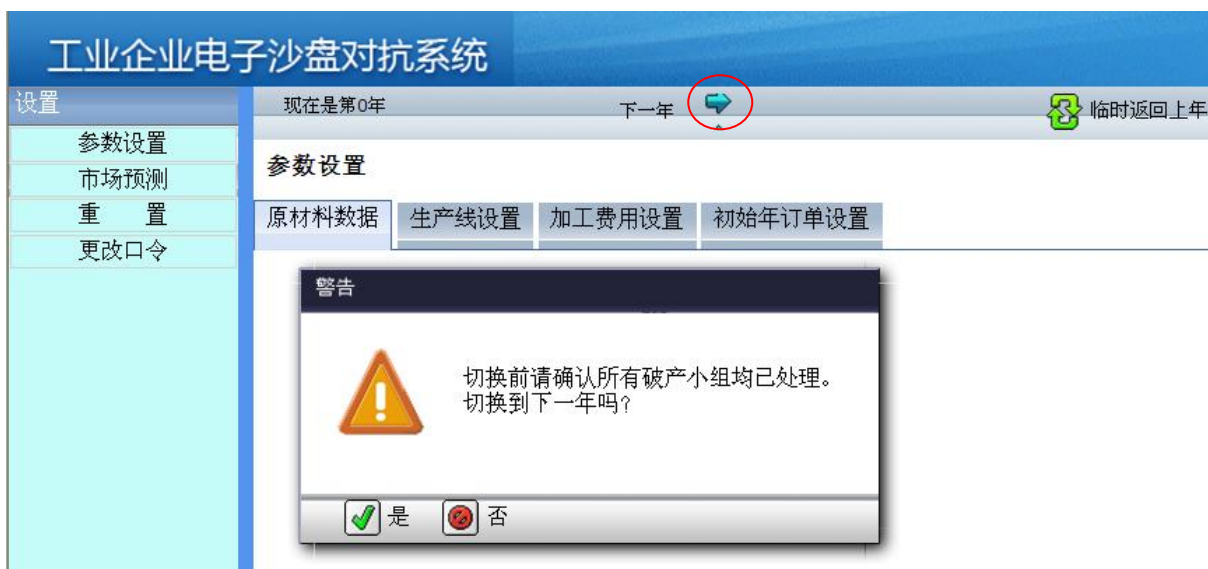 工业企业电子沙盘对抗系统
设置
现在是第0年 下一年 临时返回上年
参数设置
市场预测
重 置
更改口令
参数设置
原材料数据 生产线设置 加工费用设置 初始年订单设置
警告
切换前请确认所有破产小组均已处理。
切换到下一年吗?
是 否